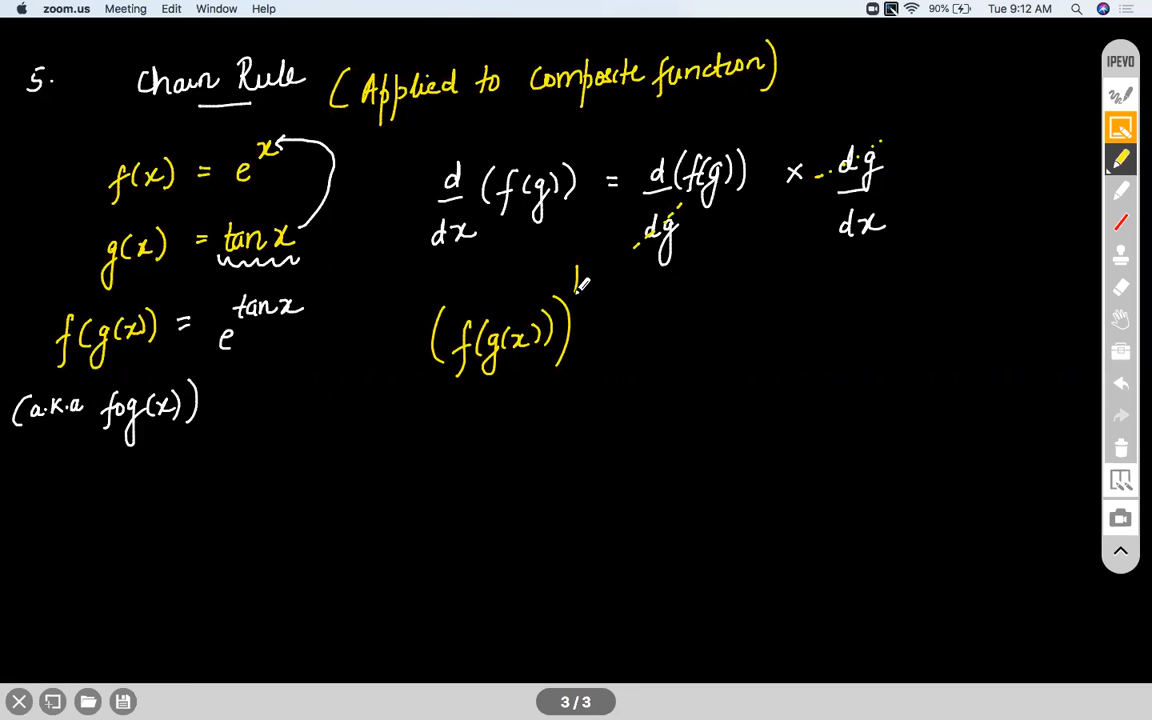 zoom.us Meeting Edit Window Help 90% Tue 9:12 AM
IPEVO
5. Chain Rule (Applied to Composite function)
f(x) = e^x
g(x) = tan x
f(g(x)) = e^tan x
(a.k.a fog(x))
d/dx (f(g)) = d/dg (f(g)) × dg/dx
(f(g(x)))'
3/3